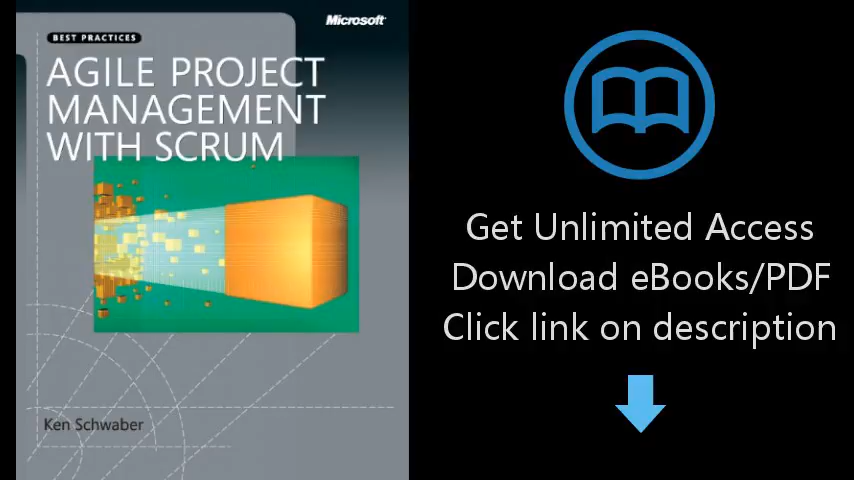 Microsoft
BEST PRACTICES
AGILE PROJECT
MANAGEMENT
WITH SCRUM
Ken Schwaber
Get Unlimited Access
Download eBooks/PDF
Click link on description